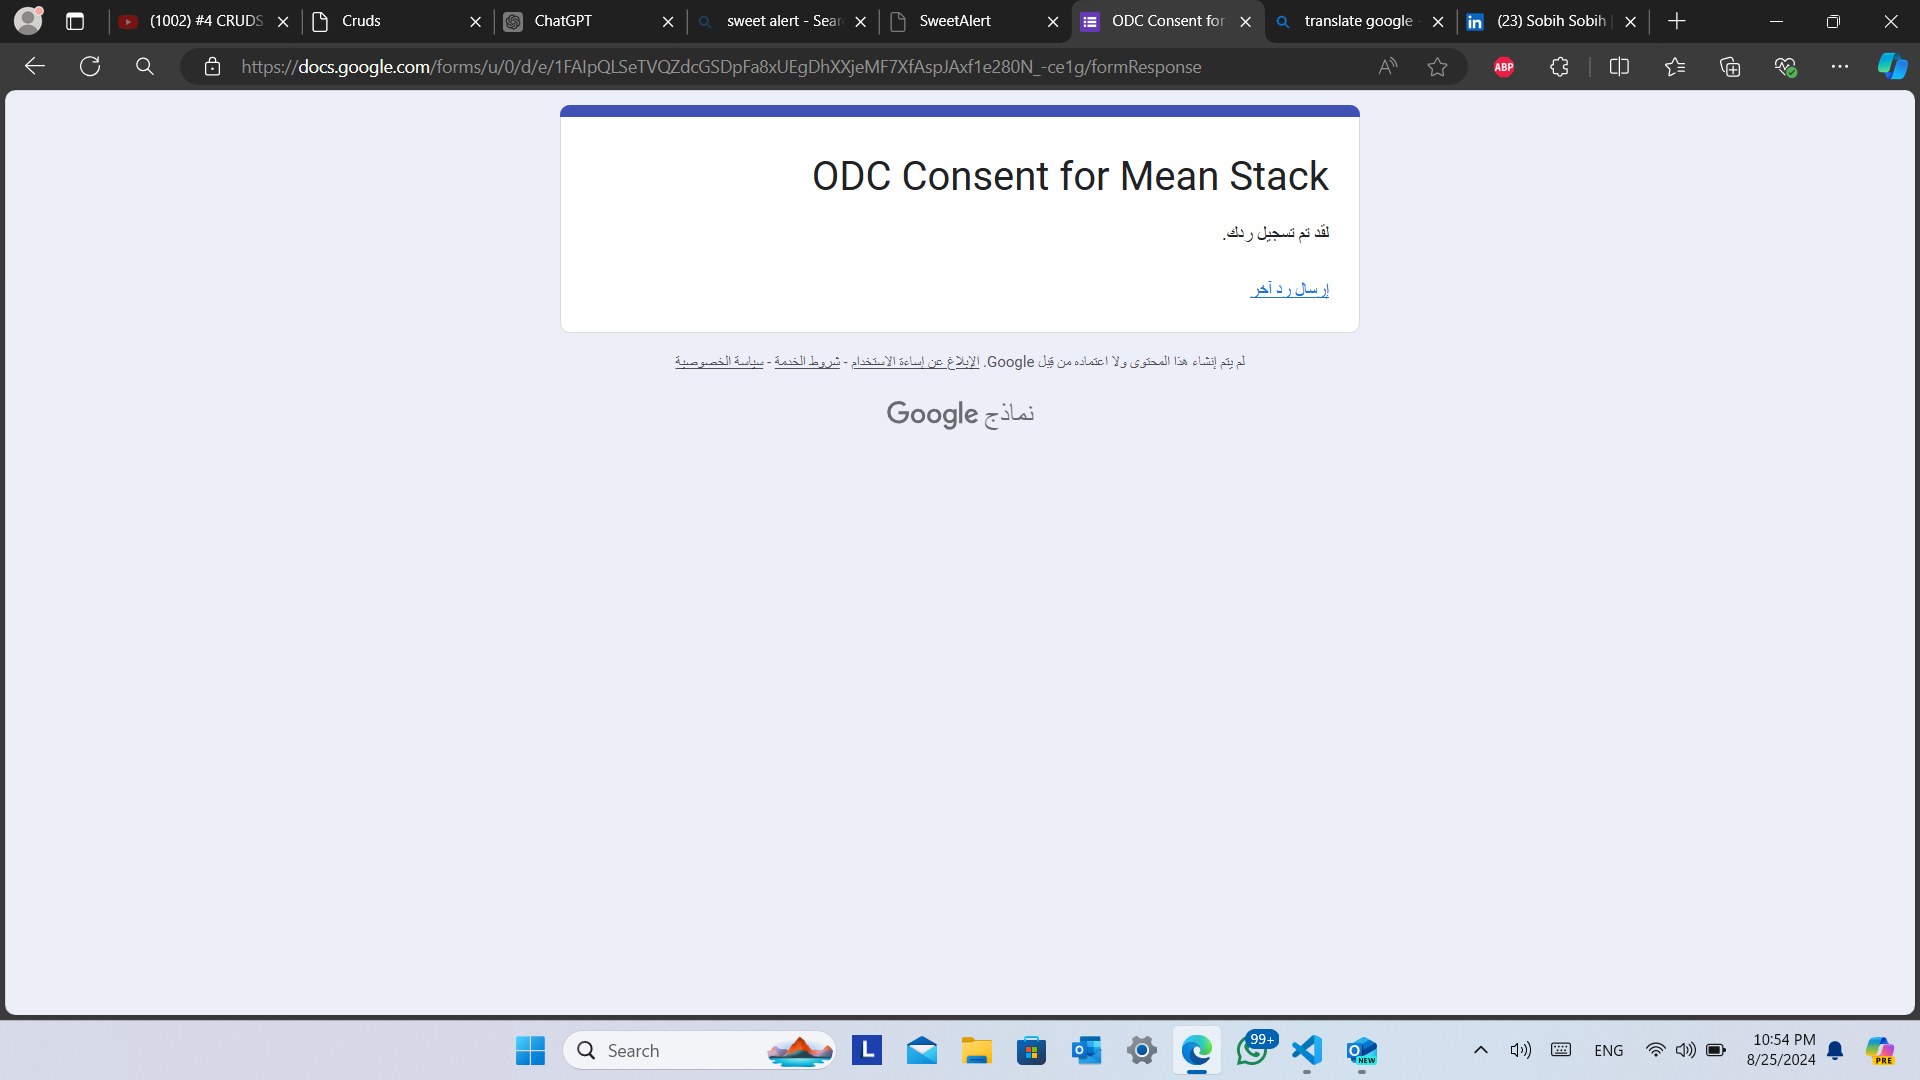 (1002) #4 CRUDS
Cruds
ChatGPT
sweet alert - Sear
SweetAlert
ODC Consent for
translate google -
(23) Sobih Sobih |
https://docs.google.com/forms/u/0/d/e/1FAIpQLSeTVQZdcGSDpFa8xUEgDhXXjeMF7XfAspJAxf1e280N_-ce1g/formResponse
ABP
ODC Consent for Mean Stack
لقد تم تسجيل ردك.
إرسال رد آخر
لم يتم إنشاء هذا المحتوى ولا اعتماده من قِبل Google. الإبلاغ عن إساءة الاستخدام - شروط الخدمة - سياسة الخصوصية
نماذج Google
Search
L
99+
NEW
ENG
10:54 PM
8/25/2024
PRE